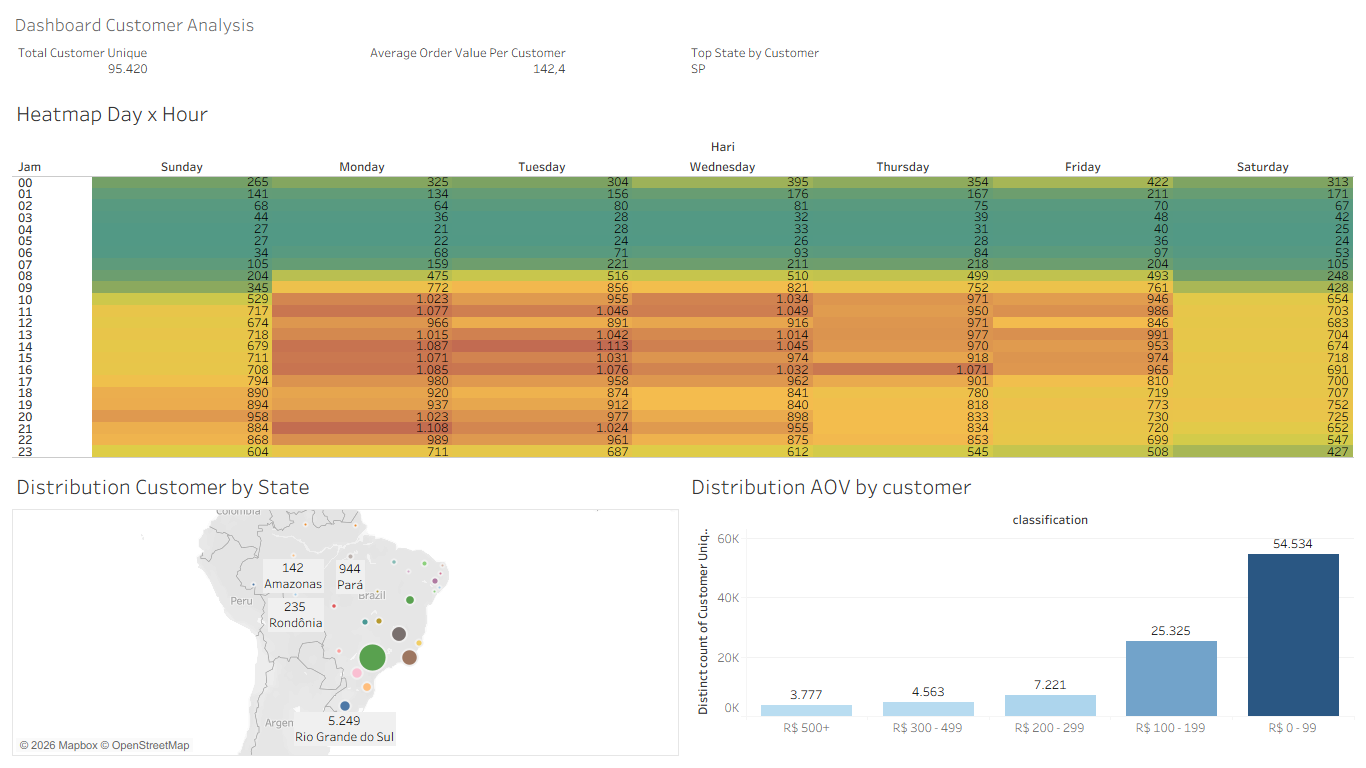 Dashboard Customer Analysis
Total Customer Unique
95.420
Average Order Value Per Customer
142,4
Top State by Customer
SP
Heatmap Day x Hour
Hari
Jam Sunday Monday Tuesday Wednesday Thursday Friday Saturday
00 265 325 304 395 354 422 313
01 141 134 156 176 167 211 171
02 68 64 80 81 75 70 67
03 44 36 28 32 39 48 42
04 27 21 28 33 31 40 25
05 27 22 24 26 28 36 24
06 34 68 71 93 84 97 53
07 105 159 221 211 218 204 105
08 204 475 516 510 499 493 248
09 345 772 856 821 752 761 428
10 529 1.023 955 1.034 971 946 654
11 717 1.077 1.046 1.049 950 986 703
12 674 966 891 916 971 846 683
13 718 1.015 1.042 1.014 977 991 704
14 679 1.087 1.113 1.045 970 953 674
15 711 1.071 1.031 974 918 974 718
16 708 1.085 1.076 1.032 1.071 965 691
17 794 980 958 962 901 810 700
18 890 920 874 841 780 719 707
19 894 937 912 840 818 773 752
20 958 1.023 977 898 833 730 725
21 884 1.108 1.024 955 834 720 652
22 868 989 961 875 853 699 547
23 604 711 687 612 545 508 427
Distribution Customer by State
Colombia
142
Amazonas
944
Pará
Peru
Brazil
235
Rondônia
Argen
5.249
Rio Grande do Sul
© 2026 Mapbox © OpenStreetMap
Distribution AOV by customer
classification
Distinct count of Customer Uniq..
60K
40K
20K
0K
3.777
4.563
7.221
25.325
54.534
R$ 500+
R$ 300 - 499
R$ 200 - 299
R$ 100 - 199
R$ 0 - 99